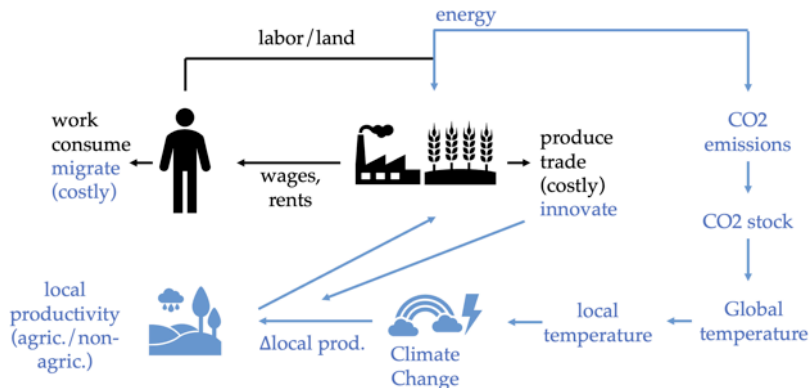 energy
labor/land
work
consume
migrate
(costly)
wages,
rents
produce
trade
(costly)
innovate
CO2
emissions
CO2 stock
local
productivity
(agric./non-
agric.)
Δlocal prod.
Climate
Change
local
temperature
Global
temperature